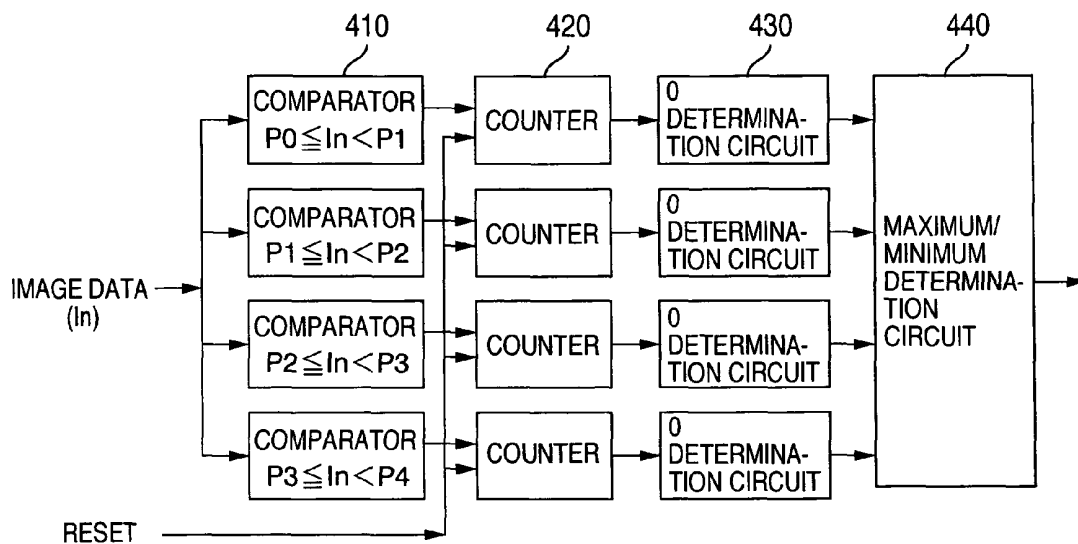 410
420
430
440
COMPARATOR
P0≦In<P1
COUNTER
0
DETERMINA-
TION CIRCUIT
COMPARATOR
P1≦In<P2
COUNTER
0
DETERMINA-
TION CIRCUIT
MAXIMUM/
MINIMUM
DETERMINA-
TION
CIRCUIT
IMAGE DATA
(In)
COMPARATOR
P2≦In<P3
COUNTER
0
DETERMINA-
TION CIRCUIT
COMPARATOR
P3≦In<P4
COUNTER
0
DETERMINA-
TION CIRCUIT
RESET